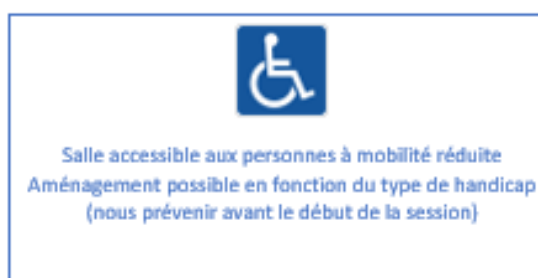 Salle accessible aux personnes à mobilité réduite
Aménagement possible en fonction du type de handicap
(nous prévenir avant le début de la session)